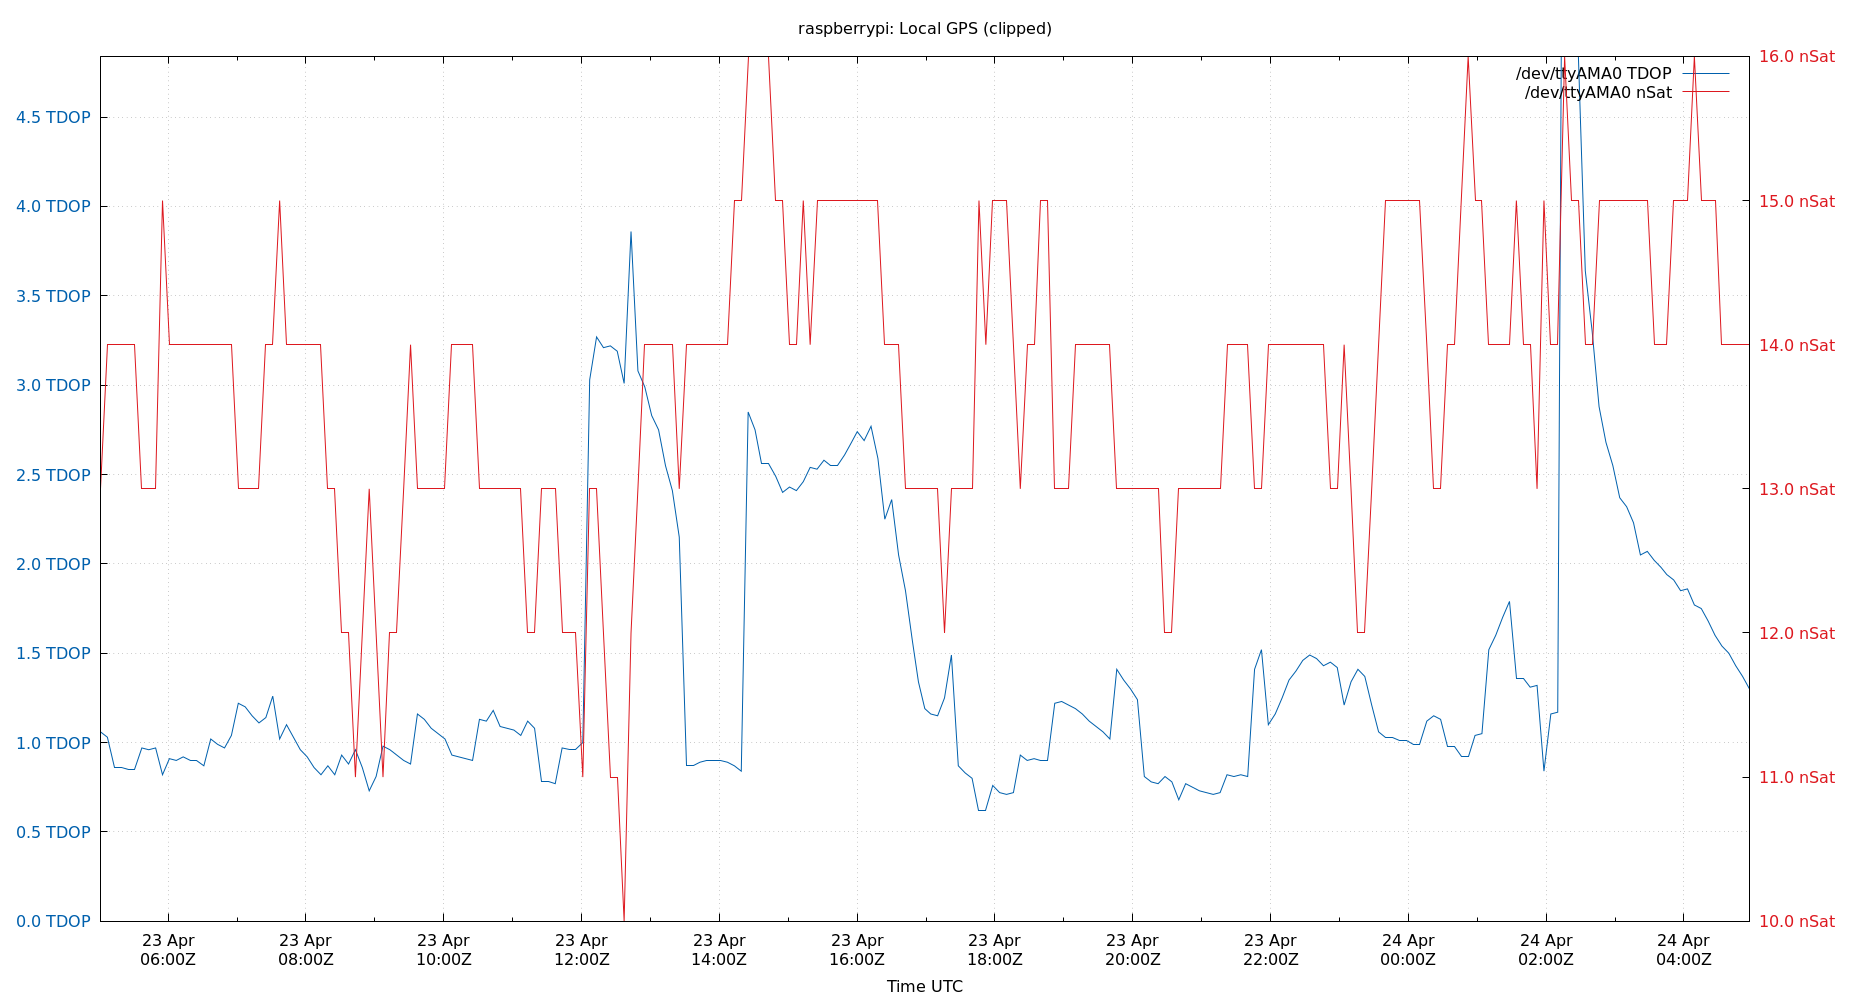 raspberrypi: Local GPS (clipped)
16.0 nSat
/dev/ttyAMA0 TDOP
/dev/ttyAMA0 nSat
4.5 TDOP
4.0 TDOP
15.0 nSat
3.5 TDOP
14.0 nSat
3.0 TDOP
2.5 TDOP
13.0 nSat
2.0 TDOP
1.5 TDOP
12.0 nSat
1.0 TDOP
11.0 nSat
0.5 TDOP
0.0 TDOP
10.0 nSat
23 Apr 23 Apr 23 Apr 23 Apr 23 Apr 23 Apr 23 Apr 23 Apr 23 Apr 24 Apr 24 Apr 24 Apr
06:00Z 08:00Z 10:00Z 12:00Z 14:00Z 16:00Z 18:00Z 20:00Z 22:00Z 00:00Z 02:00Z 04:00Z
Time UTC